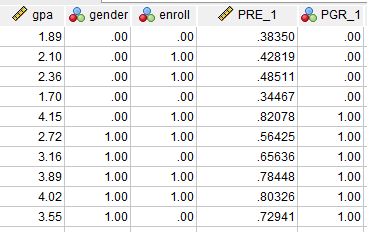 gpa gender enroll PRE_1 PGR_1
1.89 .00 .00 .38350 .00
2.10 .00 1.00 .42819 .00
2.36 .00 1.00 .48511 .00
1.70 .00 .00 .34467 .00
4.15 .00 1.00 .82078 1.00
2.72 1.00 1.00 .56425 1.00
3.16 1.00 .00 .65636 1.00
3.89 1.00 1.00 .78448 1.00
4.02 1.00 1.00 .80326 1.00
3.55 1.00 .00 .72941 1.00